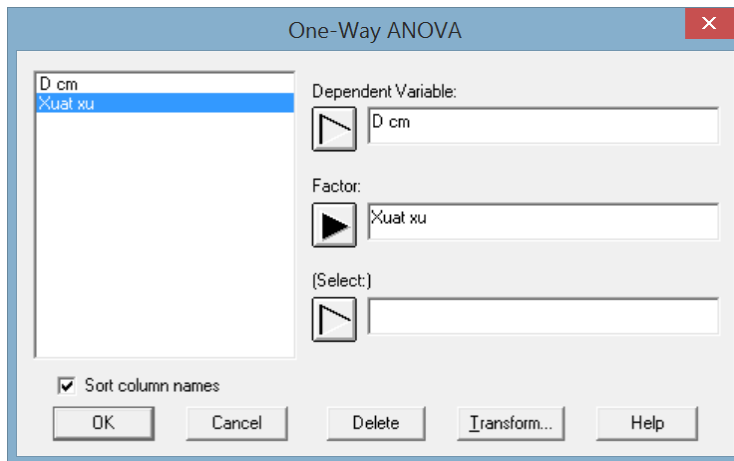 One-Way ANOVA
D cm
Xuat xu
Dependent Variable:
D cm
Factor:
Xuat xu
(Select:)
Sort column names
OK
Cancel
Delete
Transform...
Help